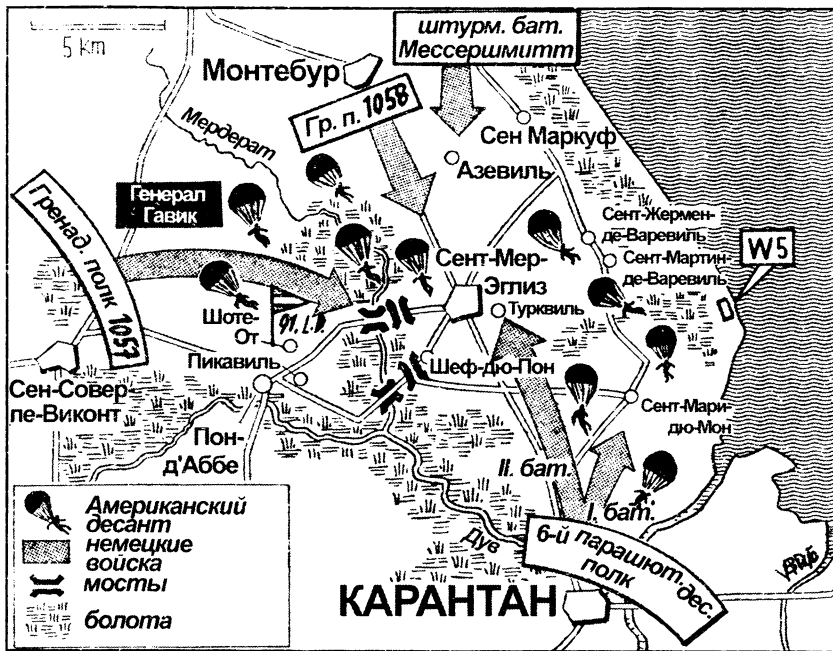 5 km
штурм. бат.
Мессершмитт
Монтебур
Гр. п. 1058
Мердерат
Сен Маркуф
Азевиль
Генерал
Гавик
Гренад. полк 1057
Сент-Жермен-
де-Варевиль
W5
Сент-Мартин-
де-Варевиль
Сент-Мер-
Эглиз
Турквиль
Шоте-
От
91. L.D.
Пикавиль
Шеф-дю-Пон
Сен-Совер-
ле-Виконт
Сент-Мари-
дю-Мон
Пон-
д'Аббе
II. бат.
I. бат.
Американский
десант
немецкие
войска
мосты
болота
Дув
6-й парашют. дес.
полк
КАРАНТАН